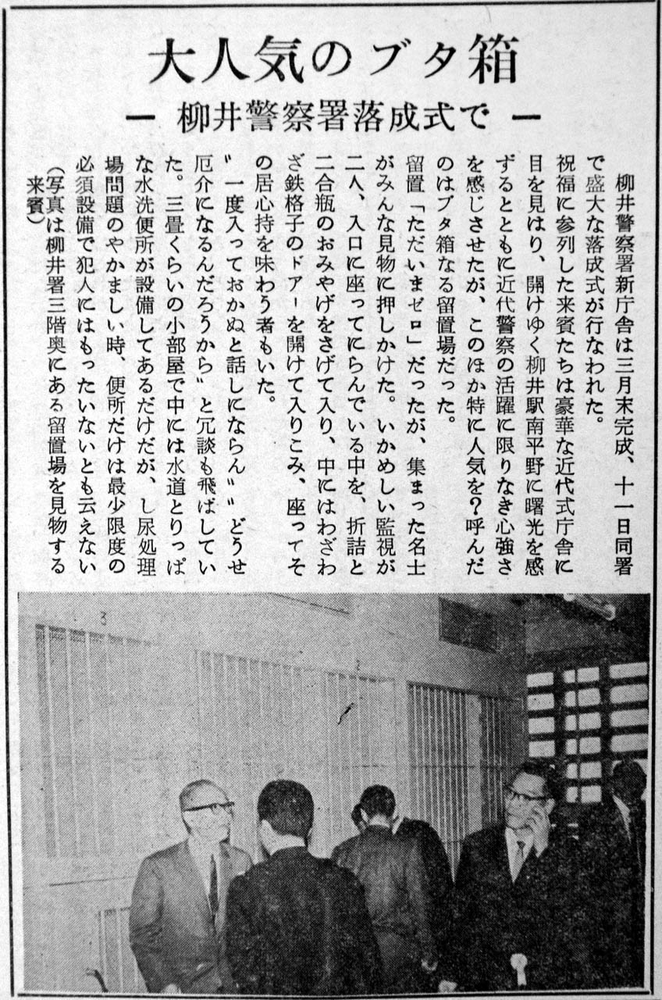 大人気のブタ箱
― 柳井警察署落成式で ―
柳井警察署新庁舎は三月末完成、十一日同署
で盛大な落成式が行なわれた。
祝福に参列した来賓たちは豪華な近代式庁舎に
目を見はり、開けゆく柳井駅南平野に曙光を感
ずるとともに近代警察の活躍に限りなき心強さ
を感じさせたが、このほか特に人気を?呼んだ
のはブタ箱なる留置場だった。
留置「ただいまゼロ」だったが、集まった名士
がみんな見物に押しかけた。いかめしい監視が
二人、入口に座ってにらんでいる中を、折詰と
二合瓶のおみやげをさげて入り、中にはわざわ
ざ鉄格子のドアーを開けて入りこみ、座ってそ
の居心持を味わう者もいた。
〝一度入っておかぬと話しにならん〟〝どうせ
厄介になるんだろうから〟と冗談も飛ばしてい
た。三畳くらいの小部屋で中には水道とりっぱ
な水洗便所が設備してあるだけだが、し尿処理
場問題のやかましい時、便所だけは最少限度の
必須設備で犯人にはもったいないとも云えない
(写真は柳井署三階奥にある留置場を見物する
来賓)
3
2